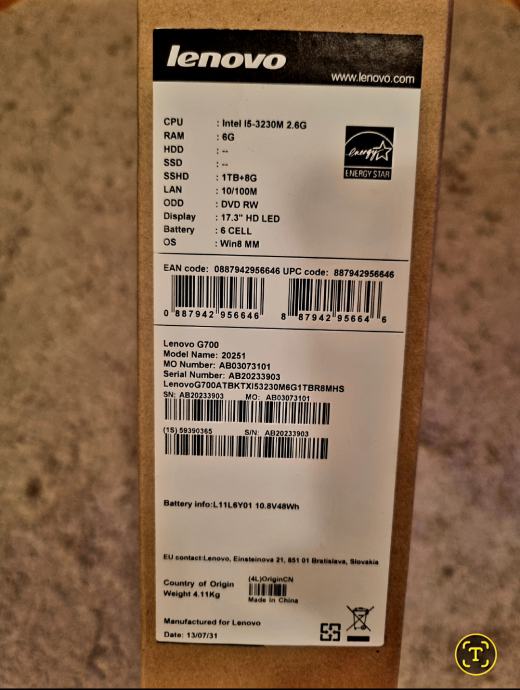 lenovo
www.lenovo.com
CPU : Intel I5-3230M 2.6G
RAM : 6G
HDD : --
SSD : --
SSHD : 1TB+8G
LAN : 10/100M
ODD : DVD RW
Display : 17.3" HD LED
Battery : 6 CELL
OS : Win8 MM
energy
ENERGY STAR
EAN code: 0887942956646 UPC code: 887942956646
0 887942 956646 8 87942 95664 6
Lenovo G700
Model Name: 20251
MO Number: AB03073101
Serial Number: AB20233903
LenovoG700ATBKTXI53230M6G1TBR8MHS
SN: AB20233903 MO: AB03073101
(1S) 59390365 S/N: AB20233903
Battery info:L11L6Y01 10.8V48Wh
EU contact:Lenovo, Einsteinova 21, 851 01 Bratislava, Slovakia
Country of Origin (4L)OriginCN
Weight 4.11Kg
Made in China
Manufactured for Lenovo
Date: 13/07/31
T